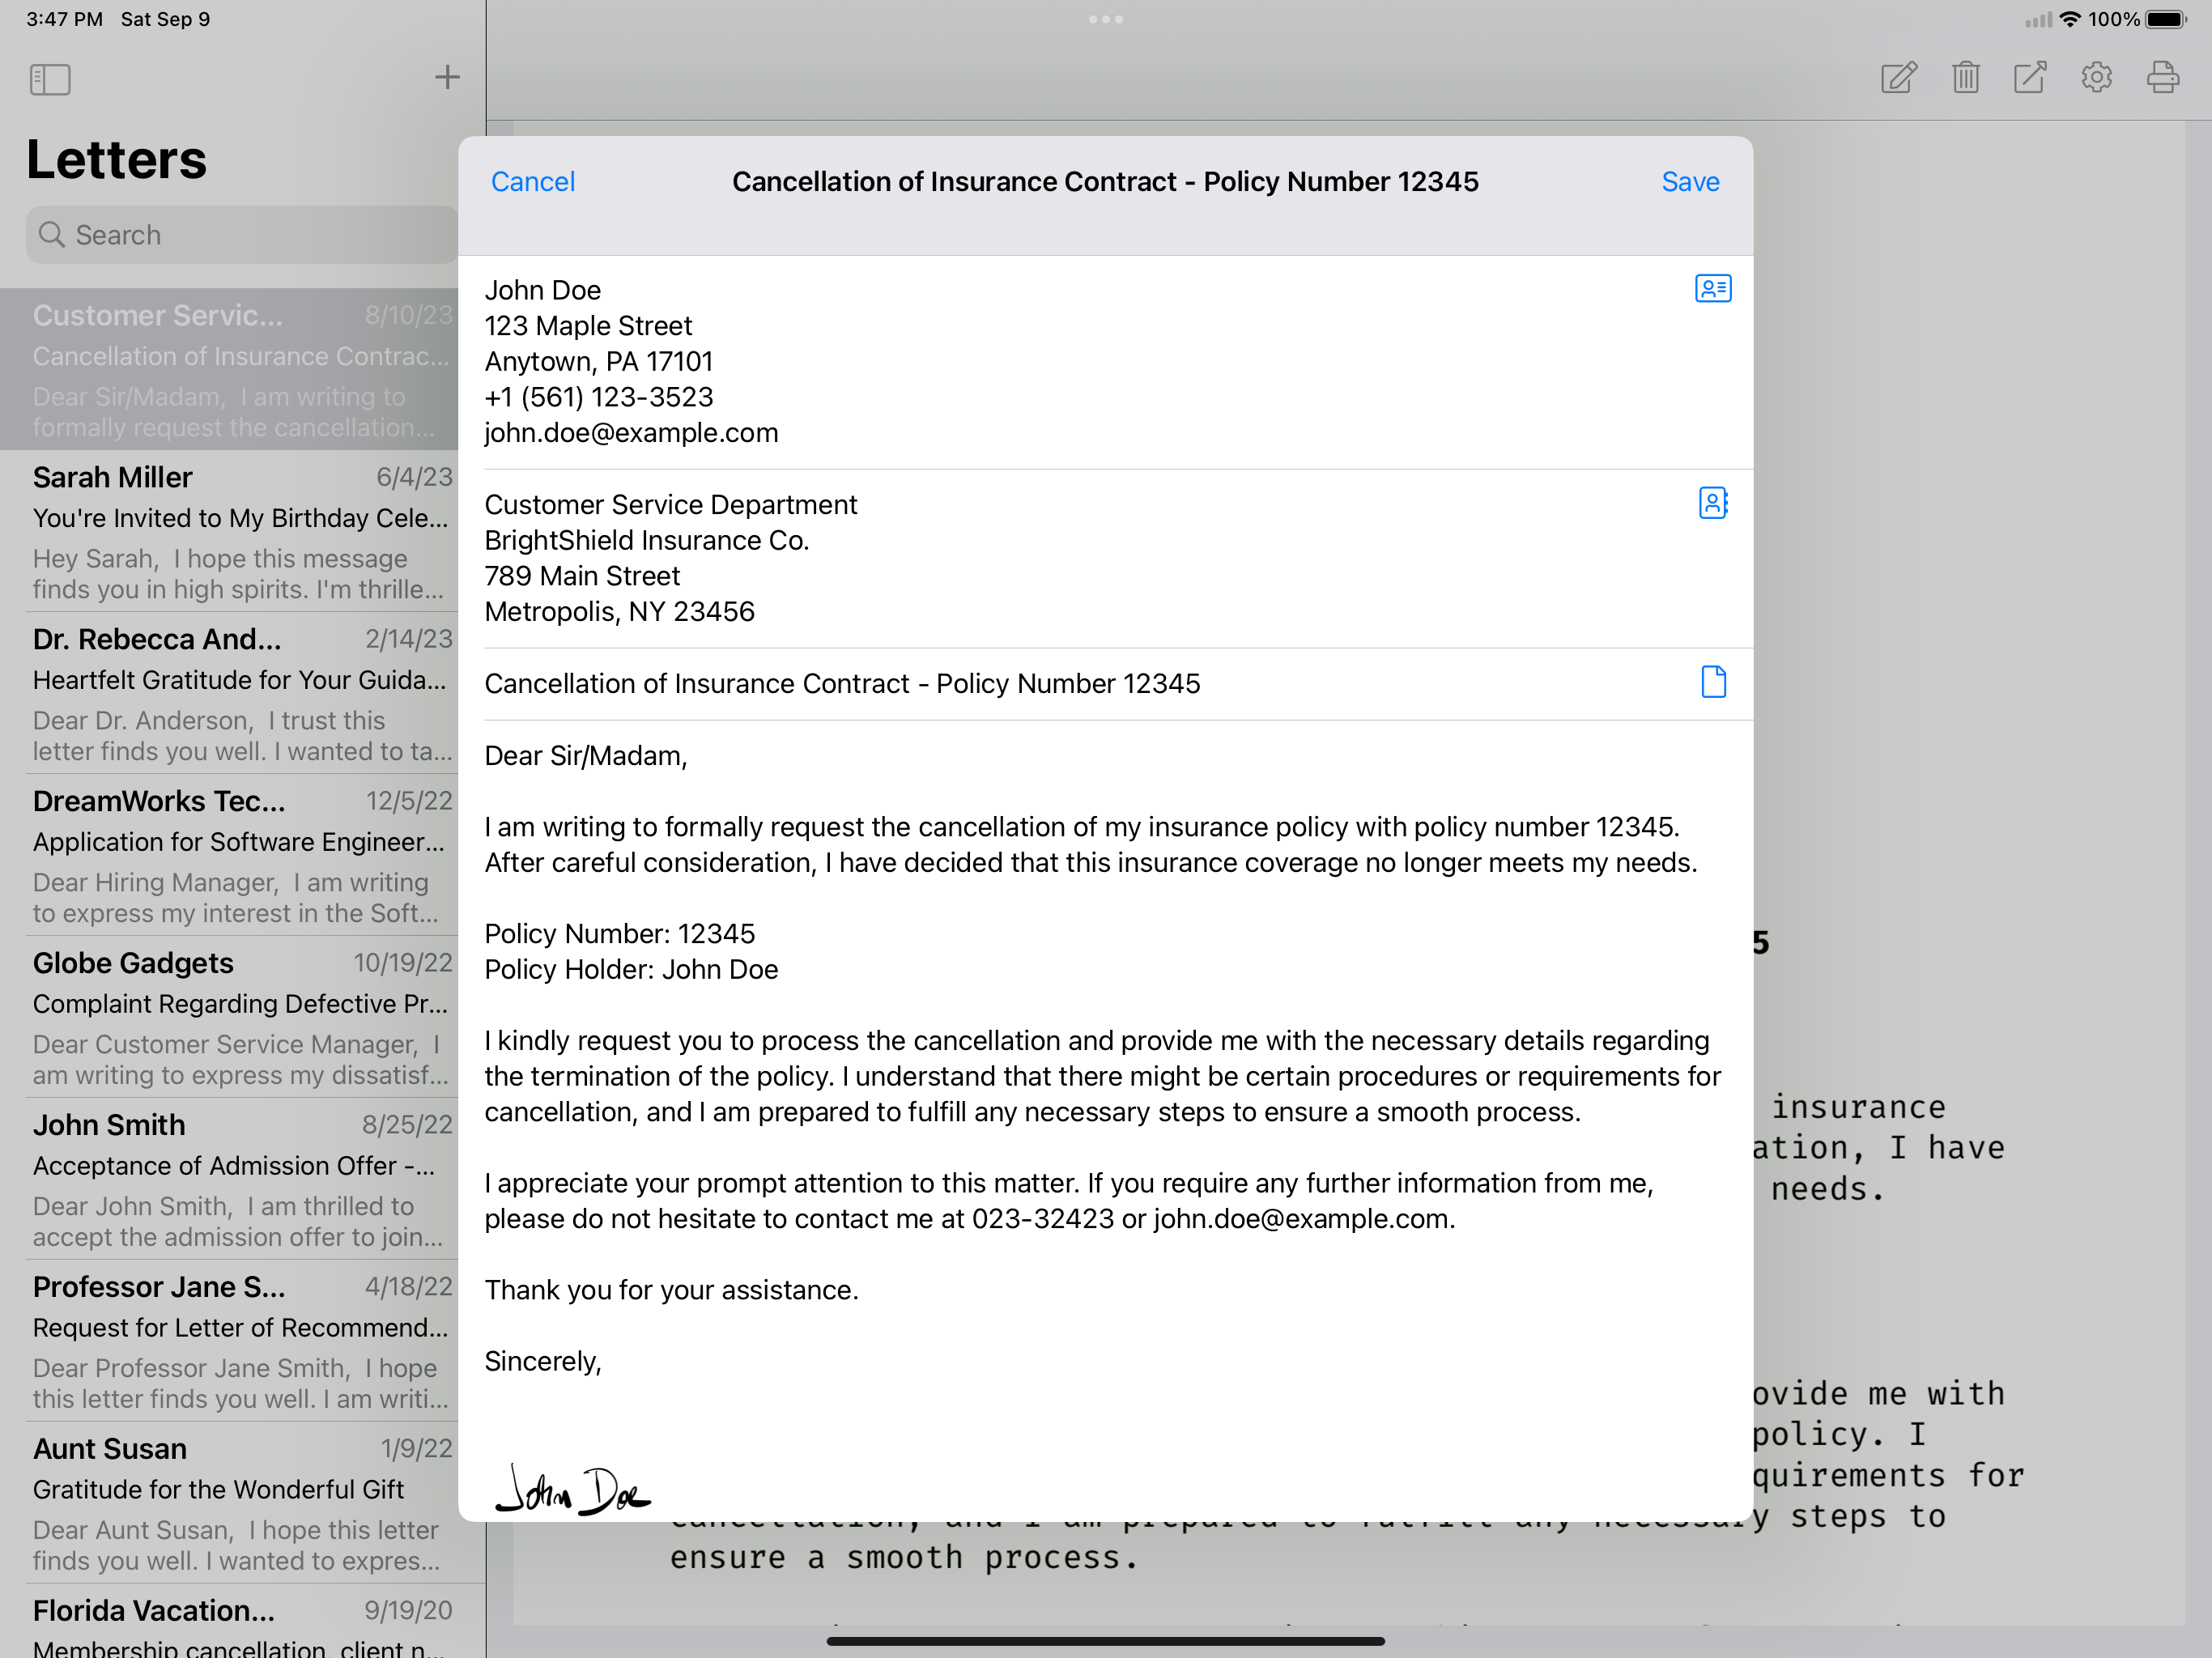 3:47 PM Sat Sep 9
100%
Letters
Search
Customer Servic... 8/10/23
Cancellation of Insurance Contrac...
Dear Sir/Madam, I am writing to
formally request the cancellation...
Sarah Miller 6/4/23
You're Invited to My Birthday Cele...
Hey Sarah, I hope this message
finds you in high spirits. I'm thrille...
Dr. Rebecca And... 2/14/23
Heartfelt Gratitude for Your Guida...
Dear Dr. Anderson, I trust this
letter finds you well. I wanted to ta...
DreamWorks Tec... 12/5/22
Application for Software Engineer...
Dear Hiring Manager, I am writing
to express my interest in the Soft...
Globe Gadgets 10/19/22
Complaint Regarding Defective Pr...
Dear Customer Service Manager, I
am writing to express my dissatisf...
John Smith 8/25/22
Acceptance of Admission Offer -...
Dear John Smith, I am thrilled to
accept the admission offer to join...
Professor Jane S... 4/18/22
Request for Letter of Recommend...
Dear Professor Jane Smith, I hope
this letter finds you well. I am writi...
Aunt Susan 1/9/22
Gratitude for the Wonderful Gift
Dear Aunt Susan, I hope this letter
finds you well. I wanted to expres...
Florida Vacation... 9/19/20
Membership cancellation, client n...
Cancel Cancellation of Insurance Contract - Policy Number 12345 Save
John Doe
123 Maple Street
Anytown, PA 17101
+1 (561) 123-3523
john.doe@example.com
Customer Service Department
BrightShield Insurance Co.
789 Main Street
Metropolis, NY 23456
Cancellation of Insurance Contract - Policy Number 12345
Dear Sir/Madam,
I am writing to formally request the cancellation of my insurance policy with policy number 12345.
After careful consideration, I have decided that this insurance coverage no longer meets my needs.
Policy Number: 12345
Policy Holder: John Doe
I kindly request you to process the cancellation and provide me with the necessary details regarding
the termination of the policy. I understand that there might be certain procedures or requirements for
cancellation, and I am prepared to fulfill any necessary steps to ensure a smooth process.
I appreciate your prompt attention to this matter. If you require any further information from me,
please do not hesitate to contact me at 023-32423 or john.doe@example.com.
Thank you for your assistance.
Sincerely,
John Doe
5
insurance
ation, I have
needs.
ovide me with
policy. I
quirements for
cancellation, and I am prepared to fulfill any necessary steps to
ensure a smooth process.